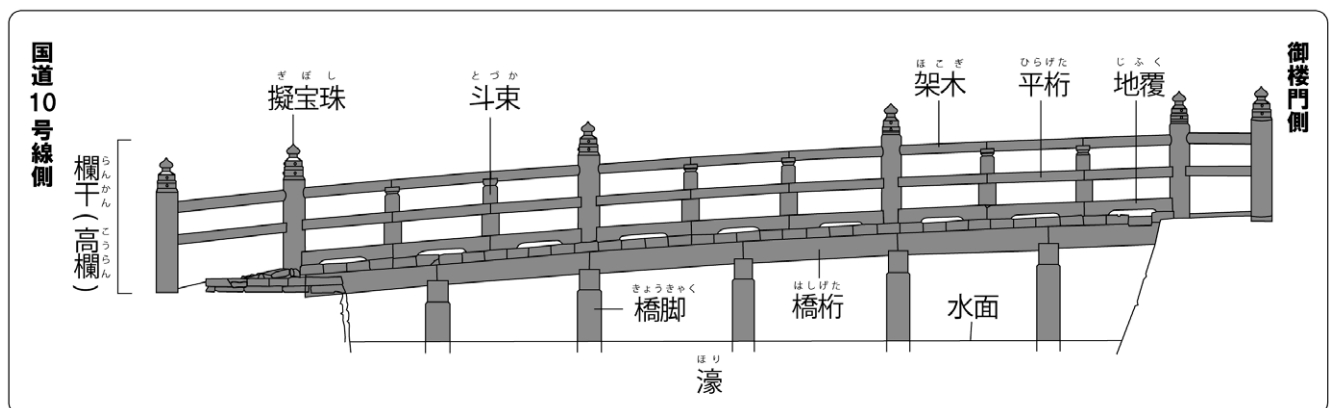 国道10号線側
御楼門側
欄干(高欄)
らんかん
こうらん
ぎぼし
擬宝珠
とづか
斗束
ほこぎ
架木
ひらげた
平桁
じふく
地覆
きょうきゃく
橋脚
はしげた
橋桁
水面
ほり
濠